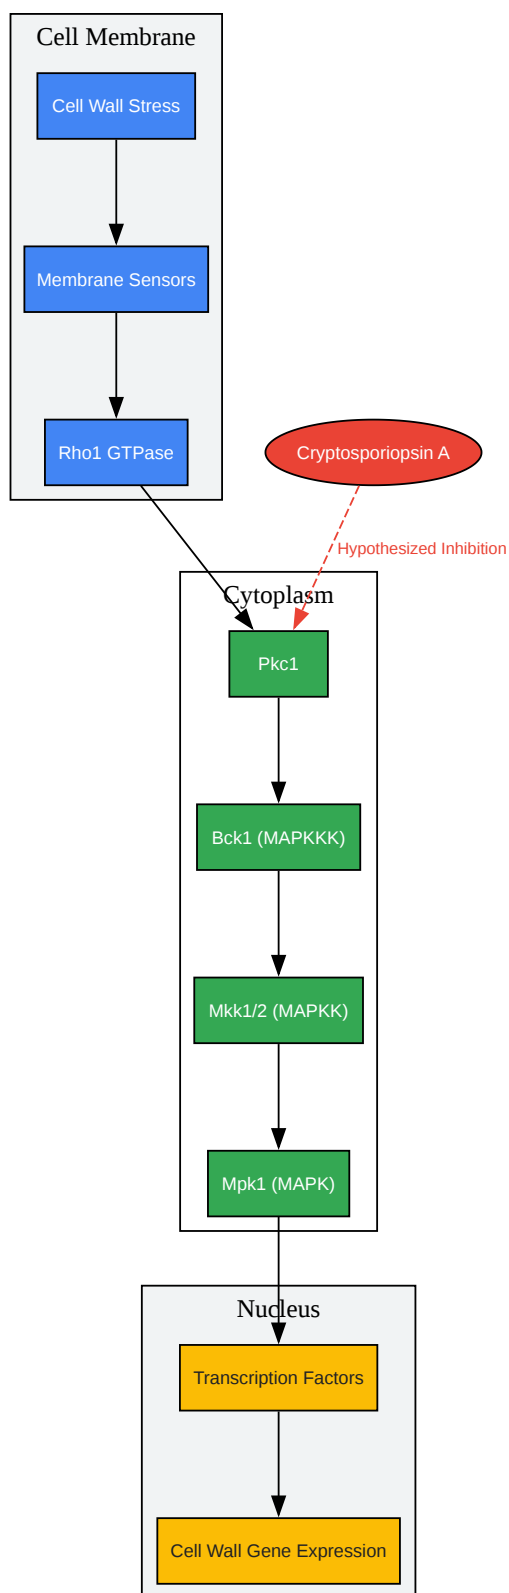 Cell Membrane
Cell Wall Stress
Membrane Sensors
Rho1 GTPase
Cryptosporiopsin A
Hypothesized Inhibition
Cytoplasm
Pkc1
Bck1 (MAPKKK)
Mkk1/2 (MAPKK)
Mpk1 (MAPK)
Nucleus
Transcription Factors
Cell Wall Gene Expression